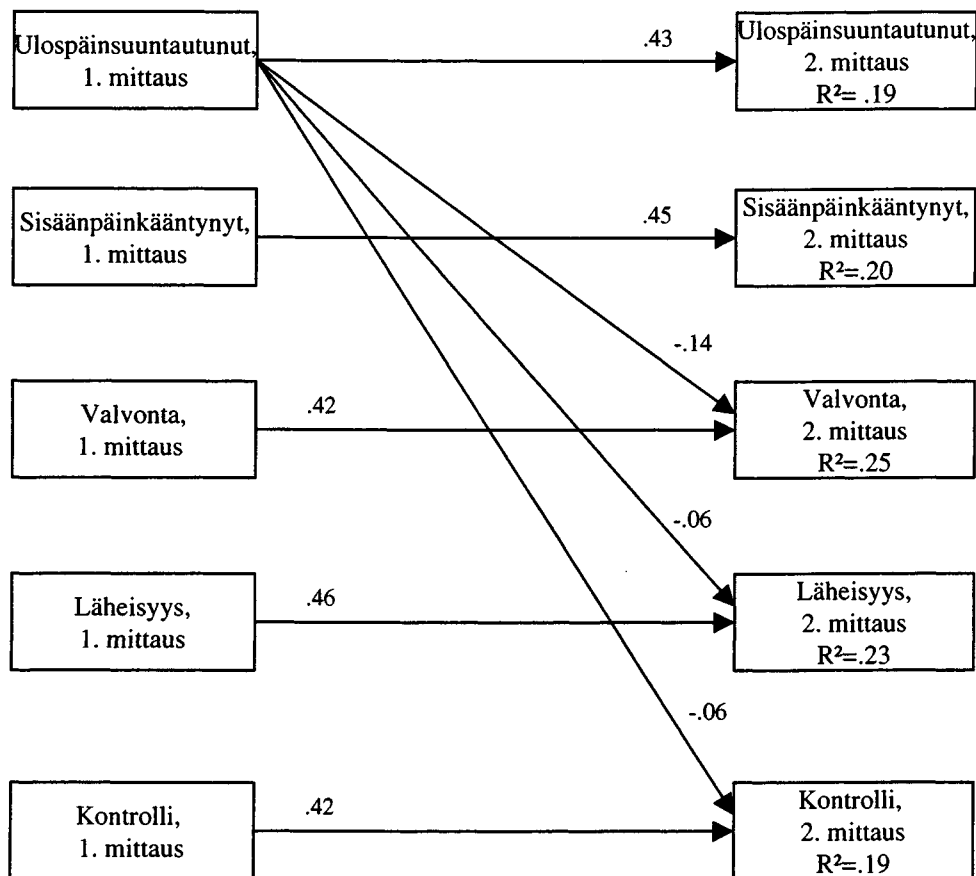 Ulospäinsuuntautunut,
1. mittaus
.43
Ulospäinsuuntautunut,
2. mittaus
R²= .19
Sisäänpäinkääntynyt,
1. mittaus
.45
Sisäänpäinkääntynyt,
2. mittaus
R²=.20
-.14
Valvonta,
1. mittaus
.42
Valvonta,
2. mittaus
R²=.25
-.06
Läheisyys,
1. mittaus
.46
Läheisyys,
2. mittaus
R²=.23
-.06
Kontrolli,
1. mittaus
.42
Kontrolli,
2. mittaus
R²=.19